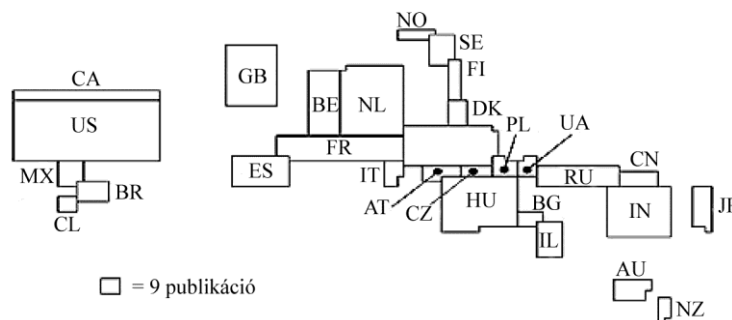 NO
SE
GB
FI
CA
BE NL
US
DK
PL UA
FR
MX
ES
IT
RU
CN
BR
AT
CZ
HU
BG
IN
CL
IL
AU
= 9 publikáció
NZ